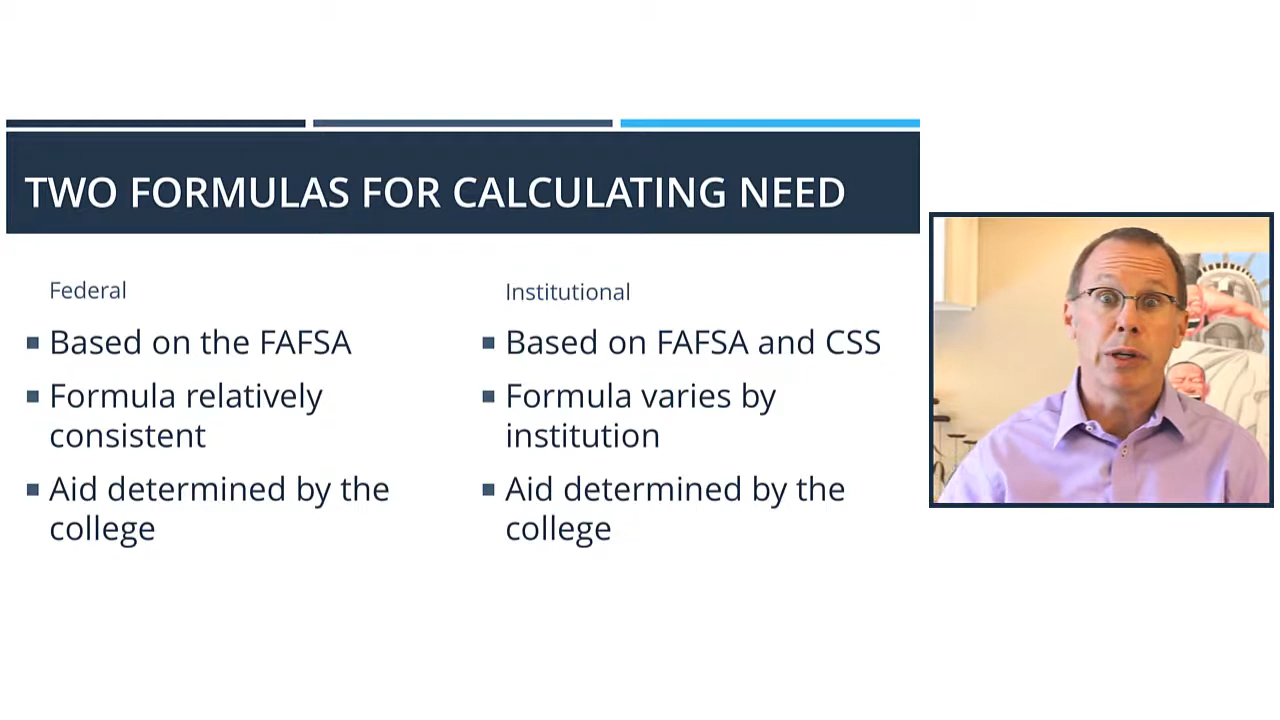 TWO FORMULAS FOR CALCULATING NEED
Federal
Based on the FAFSA
Formula relatively
consistent
Aid determined by the
college
Institutional
Based on FAFSA and CSS
Formula varies by
institution
Aid determined by the
college